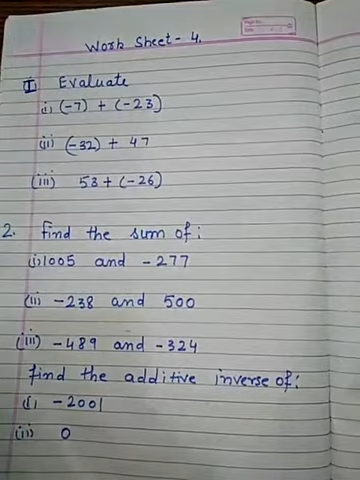 Work Sheet - 4.
I Evaluate
(i) (-7) + (-23)
(ii) (-32) + 47
(iii) 53 + (-26)
2. find the sum of:
(i) 1005 and -277
(ii) -238 and 500
(iii) -489 and -324
find the additive inverse of:
(i) -2001
(ii) 0